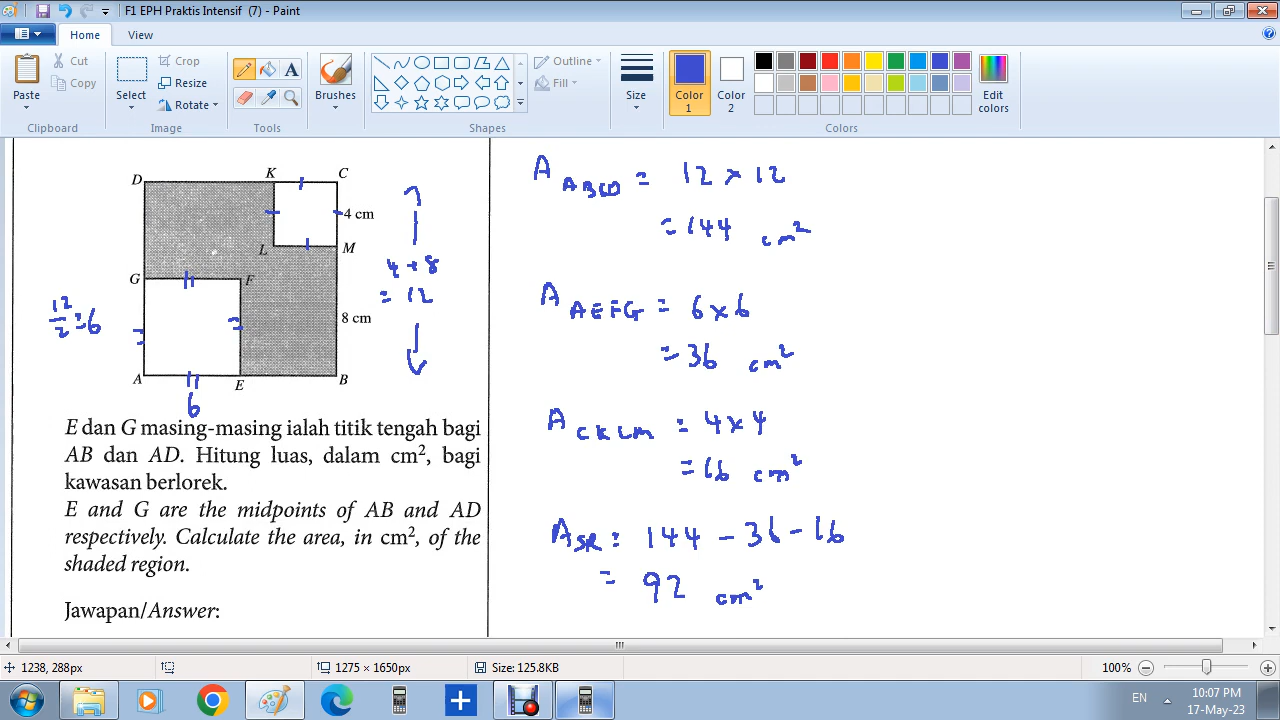 F1 EPH Praktis Intensif (7) - Paint
Home View
Paste Cut Copy
Clipboard
Select Crop Resize Rotate
Image
A
Tools
Brushes
Outline Fill
Shapes
Size
Color 1
Color 2
Edit colors
Colors
D K C
4 cm
L M
G F
8 cm
A E B
4 + 8
= 12
12/2 = 6
6
E dan G masing-masing ialah titik tengah bagi
AB dan AD. Hitung luas, dalam cm², bagi
kawasan berlorek.
E and G are the midpoints of AB and AD
respectively. Calculate the area, in cm², of the
shaded region.
Jawapan/Answer:
A ABCD = 12 × 12
= 144 cm²
A AEFG = 6 × 6
= 36 cm²
A CKLM = 4 × 4
= 16 cm²
A SR = 144 - 36 - 16
= 92 cm²
1238, 288px
1275 × 1650px
Size: 125.8KB
100%
EN
10:07 PM
17-May-23